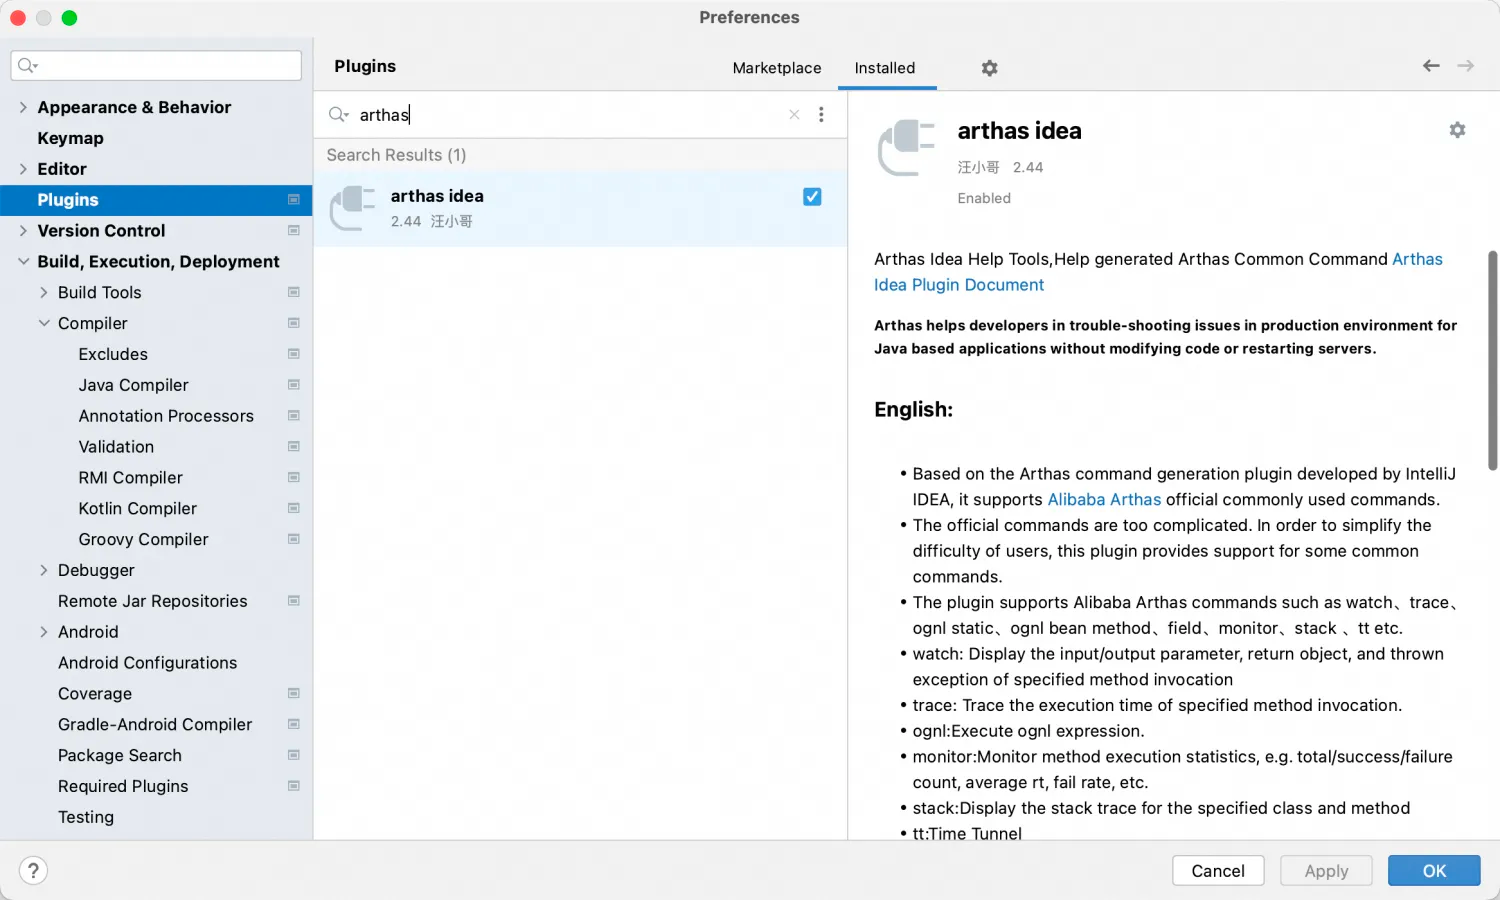 Preferences
Plugins
Marketplace
Installed
Appearance & Behavior
Keymap
Editor
Plugins
Version Control
Build, Execution, Deployment
Build Tools
Compiler
Excludes
Java Compiler
Annotation Processors
Validation
RMI Compiler
Kotlin Compiler
Groovy Compiler
Debugger
Remote Jar Repositories
Android
Android Configurations
Coverage
Gradle-Android Compiler
Package Search
Required Plugins
Testing
arthas
Search Results (1)
arthas idea
2.44 汪小哥
arthas idea
汪小哥 2.44
Enabled
Arthas Idea Help Tools,Help generated Arthas Common Command Arthas
Idea Plugin Document
Arthas helps developers in trouble-shooting issues in production environment for
Java based applications without modifying code or restarting servers.
English:
• Based on the Arthas command generation plugin developed by IntelliJ
IDEA, it supports Alibaba Arthas official commonly used commands.
• The official commands are too complicated. In order to simplify the
difficulty of users, this plugin provides support for some common
commands.
• The plugin supports Alibaba Arthas commands such as watch、trace、
ognl static、ognl bean method、field、monitor、stack 、tt etc.
• watch: Display the input/output parameter, return object, and thrown
exception of specified method invocation
• trace: Trace the execution time of specified method invocation.
• ognl:Execute ognl expression.
• monitor:Monitor method execution statistics, e.g. total/success/failure
count, average rt, fail rate, etc.
• stack:Display the stack trace for the specified class and method
• tt:Time Tunnel
?
Cancel
Apply
OK